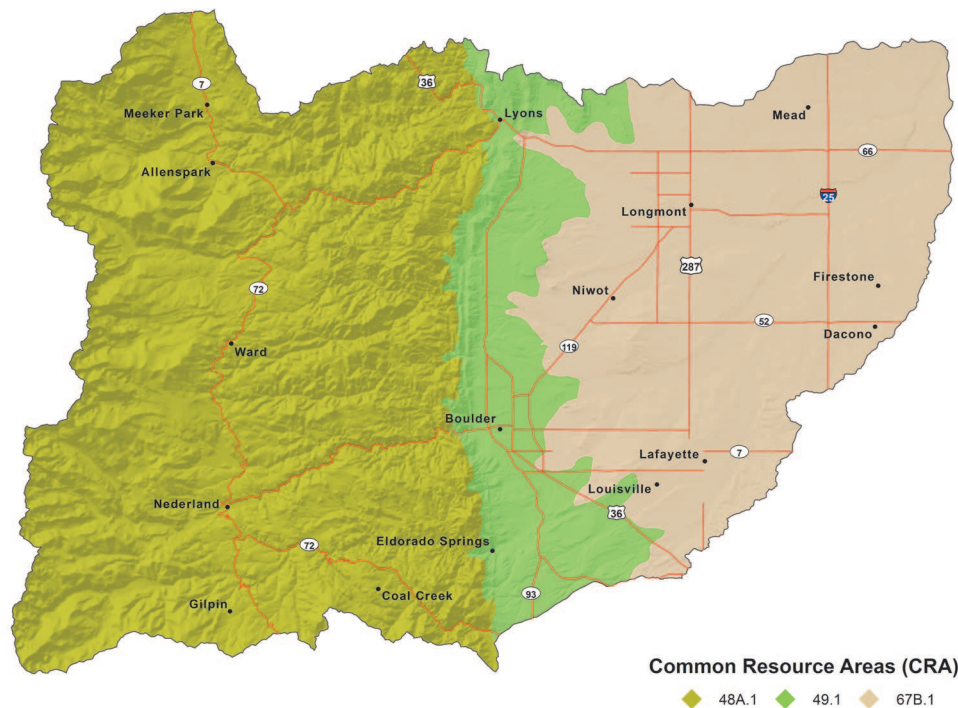 36
7
Meeker Park
Lyons
Mead
66
Allenspark
25
Longmont
287
Firestone
72
Niwot
52
Dacono
119
Ward
Boulder
Lafayette
7
Louisville
Nederland
36
Eldorado Springs
72
Coal Creek
93
Gilpin
Common Resource Areas (CRA)
48A.1 49.1 67B.1